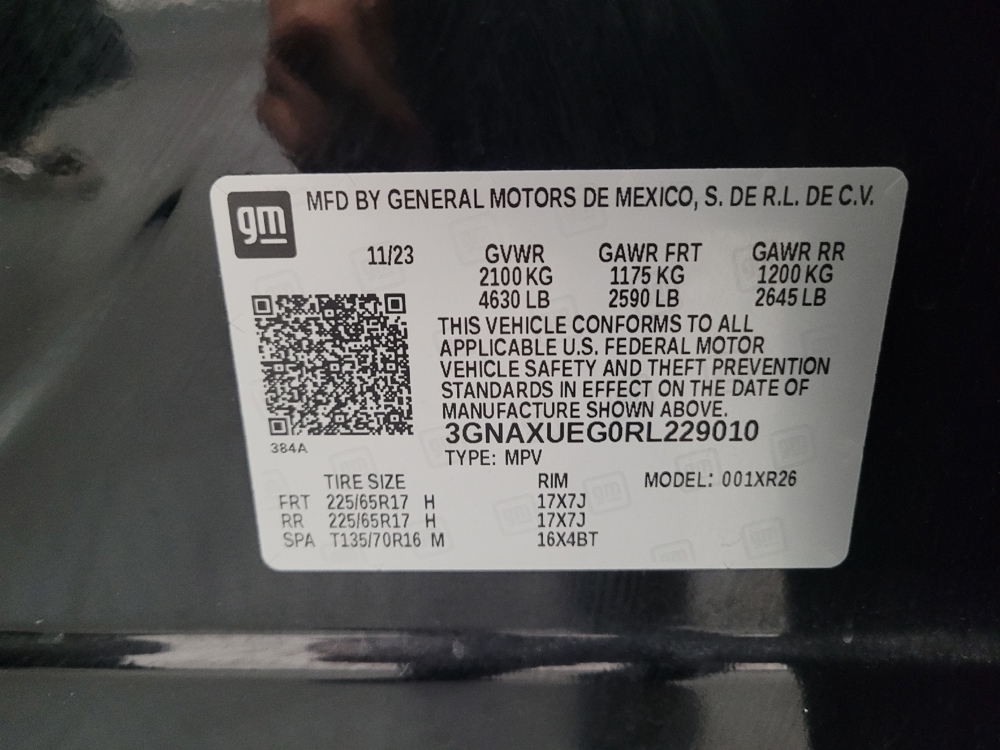 gm
MFD BY GENERAL MOTORS DE MEXICO, S. DE R.L. DE C.V.
11/23 GVWR GAWR FRT GAWR RR
2100 KG 1175 KG 1200 KG
4630 LB 2590 LB 2645 LB
THIS VEHICLE CONFORMS TO ALL
APPLICABLE U.S. FEDERAL MOTOR
VEHICLE SAFETY AND THEFT PREVENTION
STANDARDS IN EFFECT ON THE DATE OF
MANUFACTURE SHOWN ABOVE.
3GNAXUEG0RL229010
384A
TYPE: MPV
TIRE SIZE RIM MODEL: 001XR26
FRT 225/65R17 H 17X7J
RR 225/65R17 H 17X7J
SPA T135/70R16 M 16X4BT